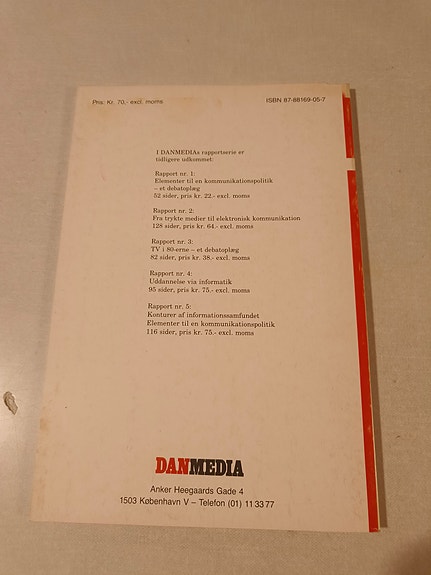 Pris: Kr. 70,- excl. moms
ISBN 87-88169-05-7
I DANMEDIAs rapportserie er
tidligere udkommet:
Rapport nr. 1:
Elementer til en kommunikationspolitik
– et debatoplæg
52 sider, pris kr. 22.- excl. moms
Rapport nr. 2:
Fra trykte medier til elektronisk kommunikation
128 sider, pris kr. 64.- excl. moms
Rapport nr. 3:
TV i 80-erne – et debatoplæg
82 sider, pris kr. 38,- excl. moms
Rapport nr. 4:
Uddannelse via informatik
95 sider, pris kr. 75.- excl. moms
Rapport nr. 5:
Konturer af informationssamfundet
Elementer til en kommunikationspolitik
116 sider, pris kr. 75.- excl. moms
DANMEDIA
Anker Heegaards Gade 4
1503 København V – Telefon (01) 11 33 77